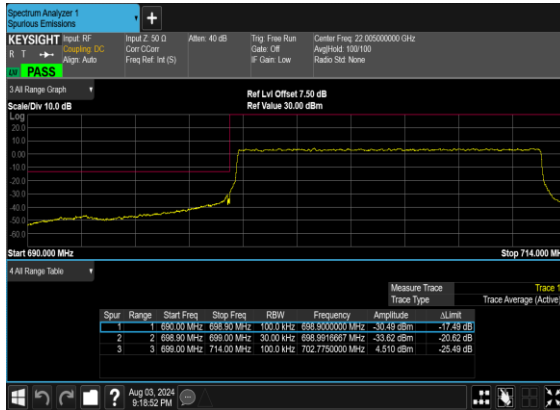 Spectrum Analyzer 1
Spurious Emissions
+
KEYSIGHT Input: RF Input Z: 50 Ω Atten: 40 dB Trig: Free Run Center Freq: 22.005000000 GHz
R T Coupling: DC Corr CCorr Gate: Off Avg|Hold: 100/100
Align: Auto Freq Ref: Int (S) IF Gain: Low Radio Std: None
PASS
3 All Range Graph
Ref Lvl Offset 7.50 dB
Scale/Div 10.0 dB Ref Value 30.00 dBm
Log
20.0
10.0
0.00
-10.0
-20.0
-30.0
-40.0
-50.0
-60.0
Start 690.000 MHz Stop 714.000 MH
4 All Range Table
Measure Trace Trace 1
Trace Type Trace Average (Active)
Spur Range Start Freq Stop Freq RBW Frequency Amplitude ΔLimit
1 1 690.00 MHz 698.90 MHz 100.0 kHz 698.9000000 MHz -30.49 dBm -17.49 dB
2 2 698.90 MHz 699.00 MHz 30.00 kHz 698.9916667 MHz -33.62 dBm -20.62 dB
3 3 699.00 MHz 714.00 MHz 100.0 kHz 702.7750000 MHz 4.510 dBm -25.49 dB
? Aug 03, 2024
9:18:52 PM